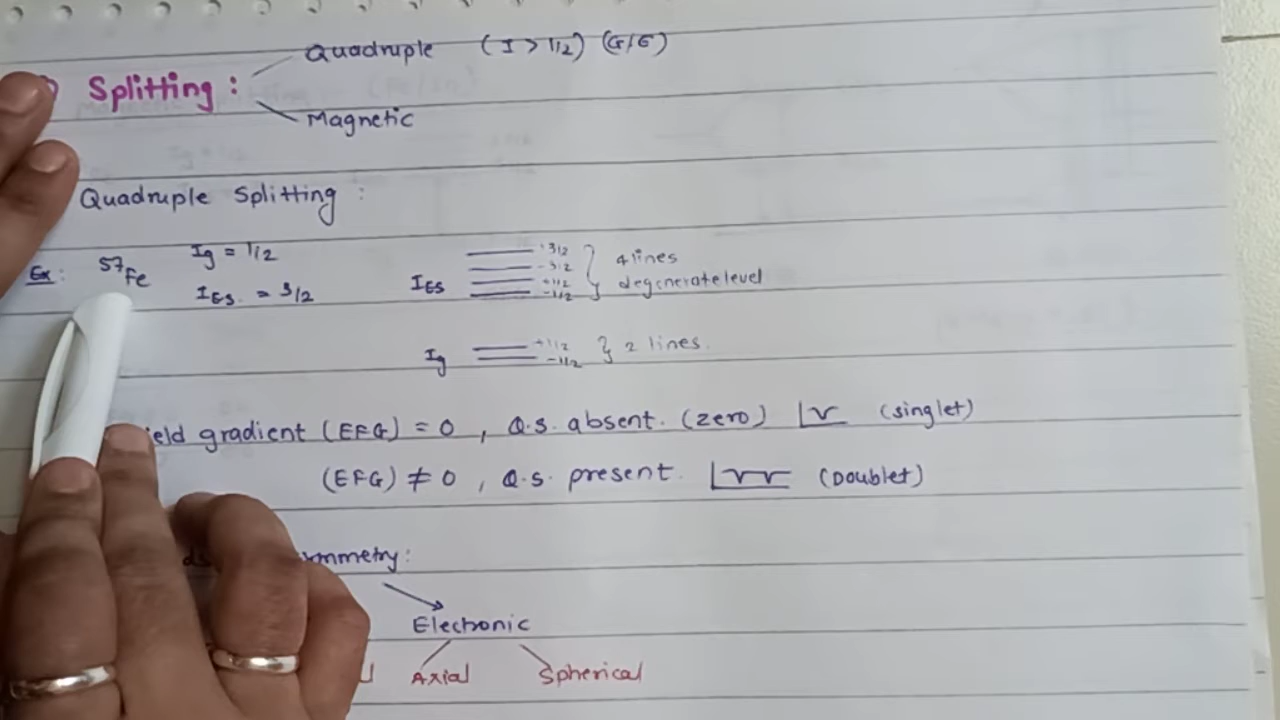 Quadruple (I > 1/2) (G/E)
Splitting :
Magnetic
Quadruple Splitting :
Ex: 57Fe Ig = 1/2
IES = 3/2
IES +3/2 -3/2 +1/2 -1/2 } 4 lines degenerate level
Ig +1/2 -1/2 } 2 lines.
ield gradient (EFG) = 0 , Q.S. absent. (zero) (singlet)
(EFG) ≠ 0 , Q.S. present. (Doublet)
mmetry:
Electronic
Axial Spherical